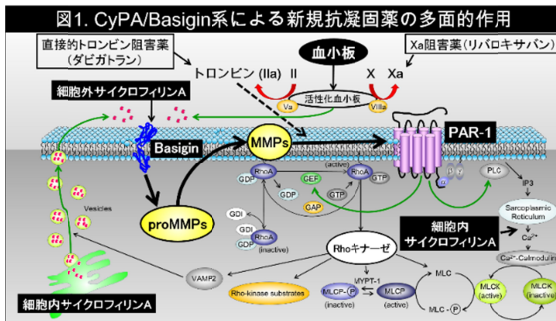 図1. CyPA/Basigin系による新規抗凝固薬の多面的作用
直接的トロンビン阻害薬
(ダビガトラン)
血小板
Xa阻害薬(リバロキサバン)
トロンビン (IIa) II
X Xa
活性化血小板
Va
VIIIa
細胞外サイクロフィリンA
Basigin
MMPs
PAR-1
proMMPs
RhoA
GDP
GDP
(active)
GEF
GAP
RhoA
GTP
GTP
PLC
IP3
Sarcoplasmic
Reticulum
Ca²⁺
Ca²⁺-Calmodulin
GDI
GDI
GDP
RhoA
(inactive)
Vesicles
VAMP2
Rhoキナーゼ
細胞内
サイクロフィリンA
細胞内サイクロフィリンA
Rho-kinase substrates
MYPT-1
MLCP-P
(inactive)
MLCP
(active)
MLC
MLC-P
MLCK
(active)
MLCK
(inactive)